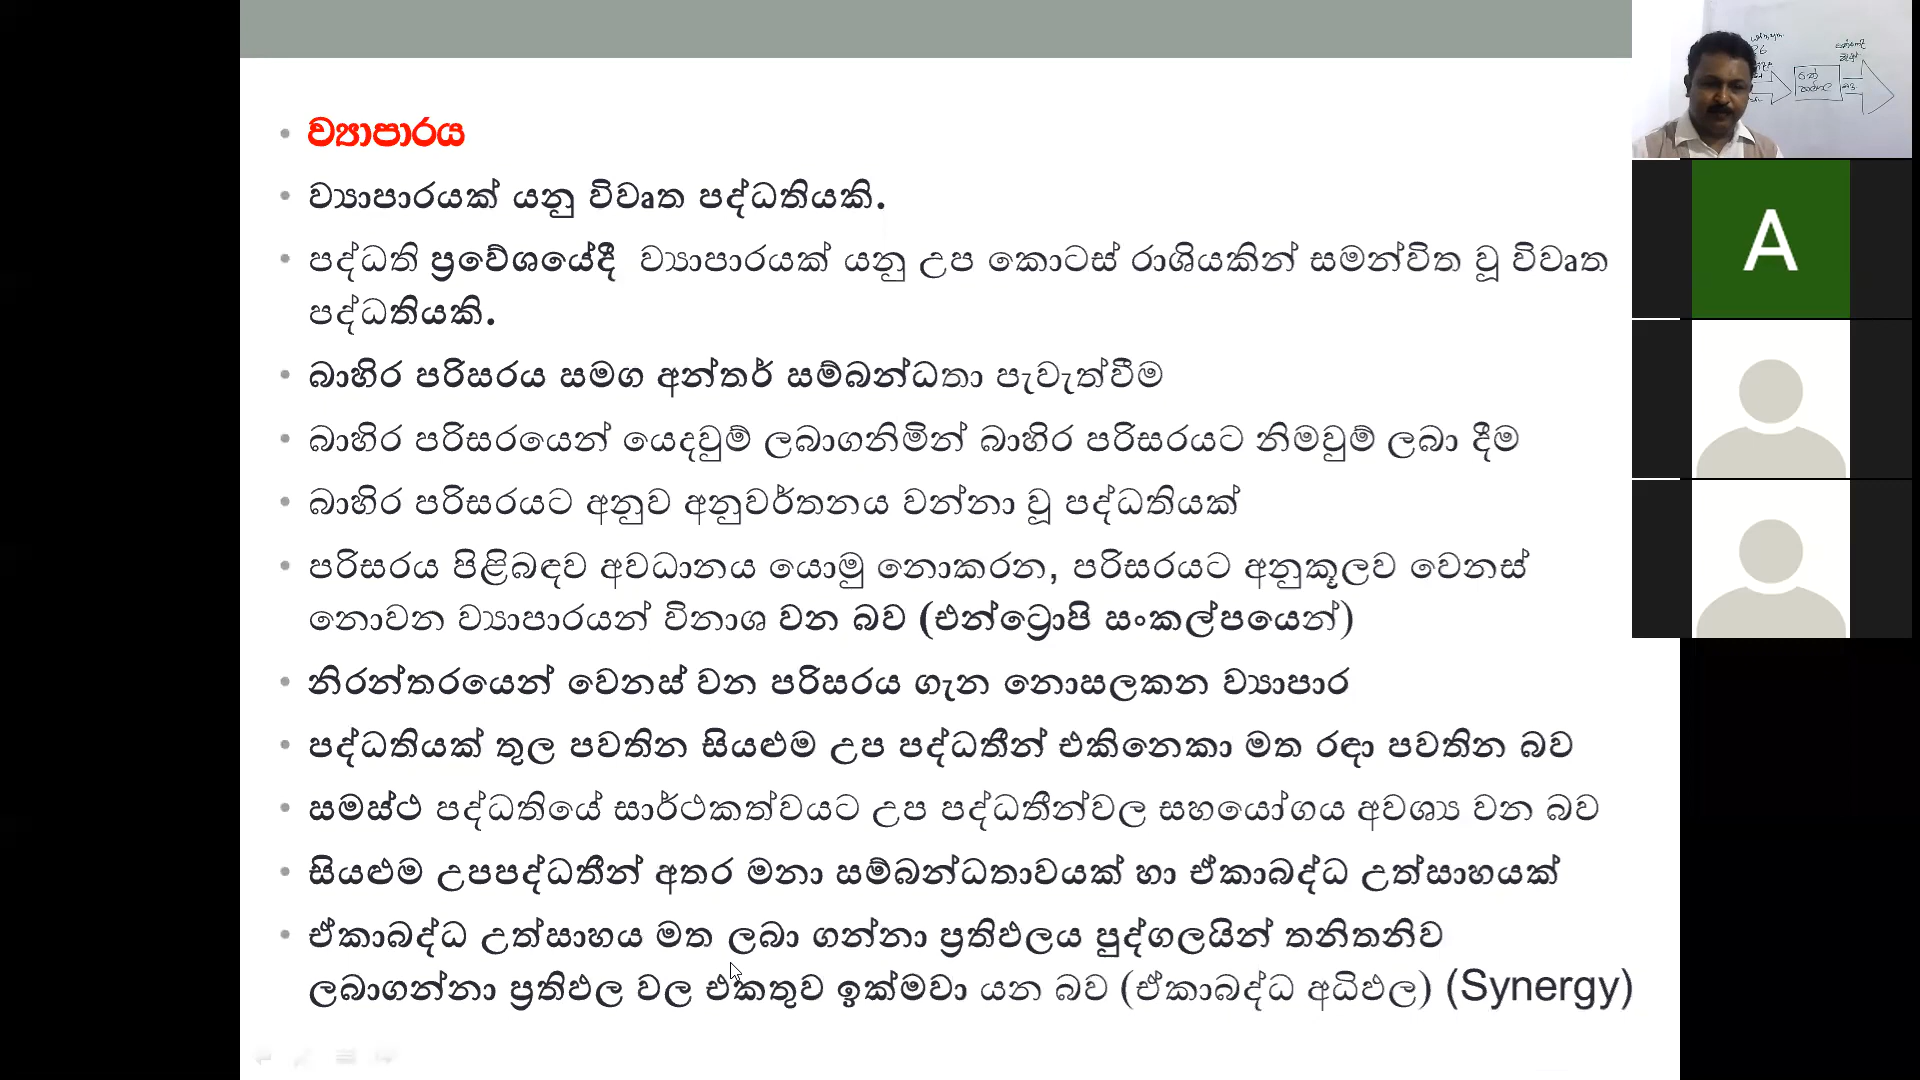 ව්‍යාපාරය
ව්‍යාපාරයක් යනු විවෘත පද්ධතියකි.
පද්ධති ප්‍රවේශයේදී ව්‍යාපාරයක් යනු උප කොටස් රාශියකින් සමන්විත වූ විවෘත
පද්ධතියකි.
බාහිර පරිසරය සමග අන්තර් සම්බන්ධතා පැවැත්වීම
බාහිර පරිසරයෙන් යෙදවුම් ලබාගනිමින් බාහිර පරිසරයට නිමවුම් ලබා දීම
බාහිර පරිසරයට අනුව අනුවර්තනය වන්නා වූ පද්ධතියක්
පරිසරය පිළිබඳව අවධානය යොමු නොකරන, පරිසරයට අනුකූලව වෙනස්
නොවන ව්‍යාපාරයන් විනාශ වන බව (එන්ට්‍රොපි සංකල්පයෙන්)
නිරන්තරයෙන් වෙනස් වන පරිසරය ගැන නොසලකන ව්‍යාපාර
පද්ධතියක් තුල පවතින සියළුම උප පද්ධතීන් එකිනෙකා මත රඳා පවතින බව
සමස්ථ පද්ධතියේ සාර්ථකත්වයට උප පද්ධතීන්වල සහයෝගය අවශ්‍ය වන බව
සියළුම උපපද්ධතීන් අතර මනා සම්බන්ධතාවයක් හා ඒකාබද්ධ උත්සාහයක්
ඒකාබද්ධ උත්සාහය මත ලබා ගන්නා ප්‍රතිඵලය පුද්ගලයින් තනිතනිව
ලබාගන්නා ප්‍රතිඵල වල එකතුව ඉක්මවා යන බව (ඒකාබද්ධ අධිඵල) (Synergy)
A